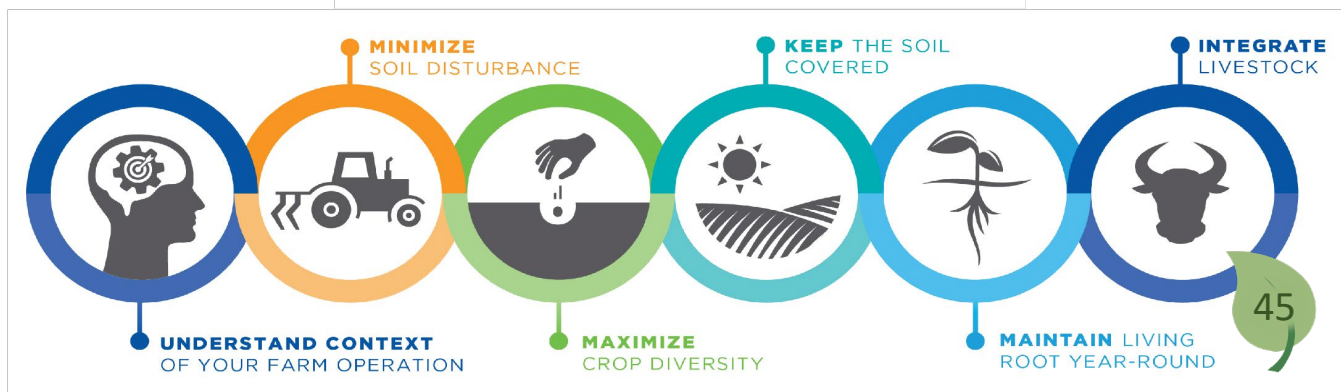 MINIMIZE
SOIL DISTURBANCE
KEEP THE SOIL
COVERED
INTEGRATE
LIVESTOCK
UNDERSTAND CONTEXT
OF YOUR FARM OPERATION
MAXIMIZE
CROP DIVERSITY
MAINTAIN LIVING
ROOT YEAR-ROUND
45